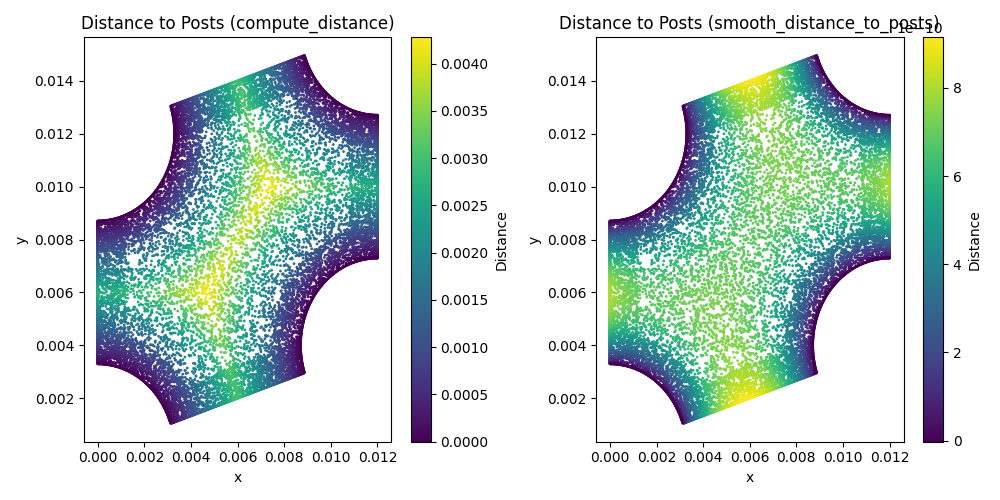 Distance to Posts (compute_distance)
0.014
0.012
0.010
0.008
0.006
0.004
0.002
y
0.000 0.002 0.004 0.006 0.008 0.010 0.012
x
0.0040
0.0035
0.0030
0.0025
0.0020
0.0015
0.0010
0.0005
0.0000
Distance
Distance to Posts (smooth_distance_to_posts)
1e−10
0.014
0.012
0.010
0.008
0.006
0.004
0.002
y
0.000 0.002 0.004 0.006 0.008 0.010 0.012
x
8
6
4
2
0
Distance